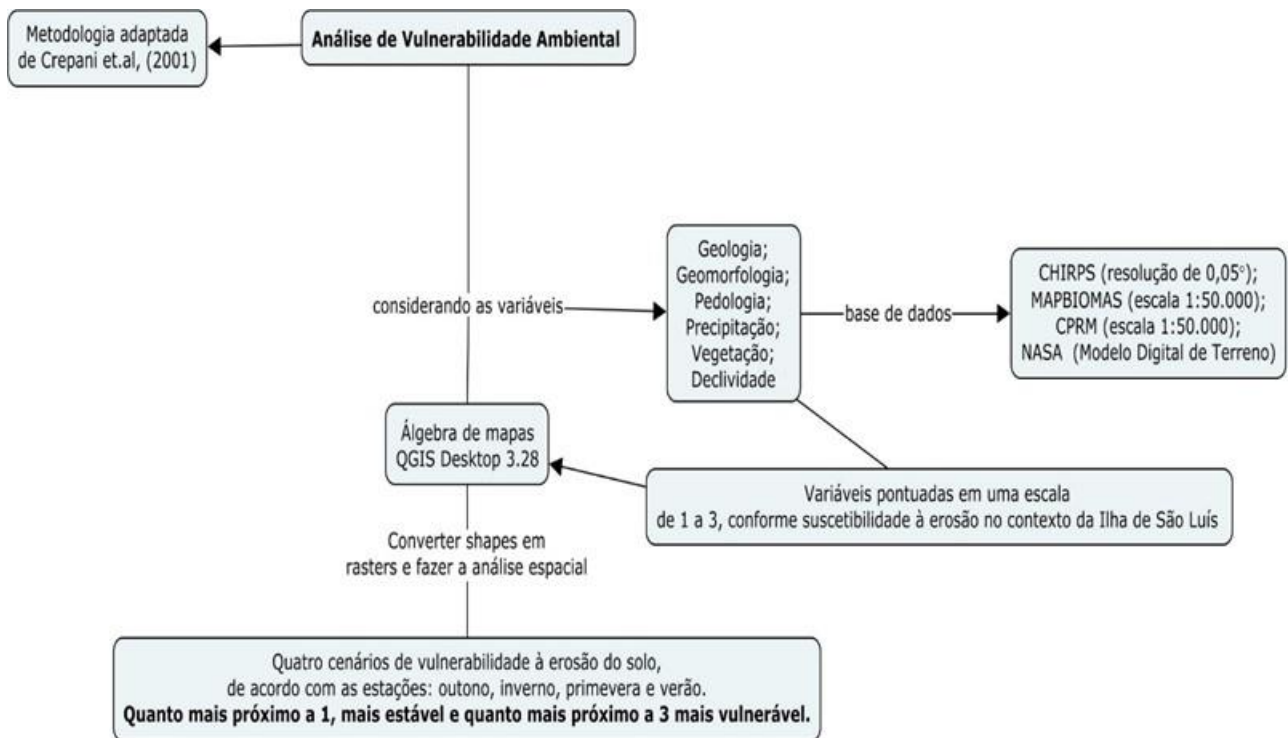 Metodologia adaptada
de Crepani et.al, (2001)
Análise de Vulnerabilidade Ambiental
considerando as variáveis
Geologia;
Geomorfologia;
Pedologia;
Precipitação;
Vegetação;
Declividade
base de dados
CHIRPS (resolução de 0,05°);
MAPBIOMAS (escala 1:50.000);
CPRM (escala 1:50.000);
NASA (Modelo Digital de Terreno)
Álgebra de mapas
QGIS Desktop 3.28
Variáveis pontuadas em uma escala
de 1 a 3, conforme suscetibilidade à erosão no contexto da Ilha de São Luís
Converter shapes em
rasters e fazer a análise espacial
Quatro cenários de vulnerabilidade à erosão do solo,
de acordo com as estações: outono, inverno, primevera e verão.
Quanto mais próximo a 1, mais estável e quanto mais próximo a 3 mais vulnerável.